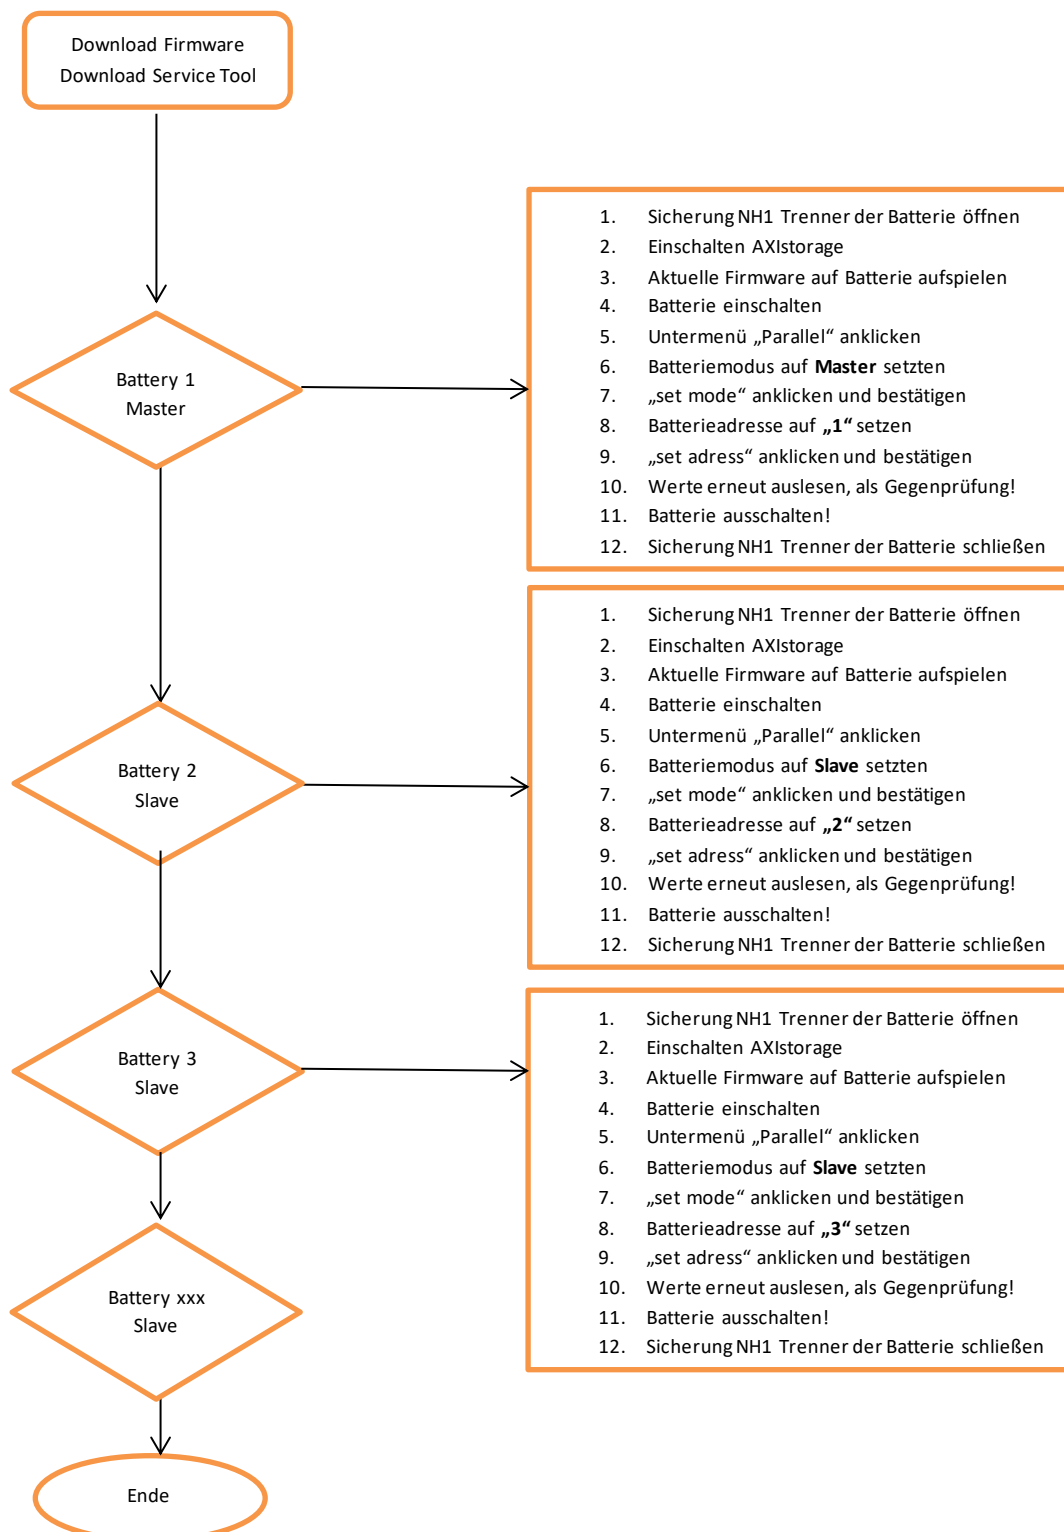 Download Firmware
Download Service Tool
Battery 1
Master
1. Sicherung NH1 Trenner der Batterie öffnen
2. Einschalten AXIstorage
3. Aktuelle Firmware auf Batterie aufspielen
4. Batterie einschalten
5. Untermenü „Parallel“ anklicken
6. Batteriemodus auf Master setzten
7. „set mode“ anklicken und bestätigen
8. Batterieadresse auf „1“ setzen
9. „set adress“ anklicken und bestätigen
10. Werte erneut auslesen, als Gegenprüfung!
11. Batterie ausschalten!
12. Sicherung NH1 Trenner der Batterie schließen
Battery 2
Slave
1. Sicherung NH1 Trenner der Batterie öffnen
2. Einschalten AXIstorage
3. Aktuelle Firmware auf Batterie aufspielen
4. Batterie einschalten
5. Untermenü „Parallel“ anklicken
6. Batteriemodus auf Slave setzten
7. „set mode“ anklicken und bestätigen
8. Batterieadresse auf „2“ setzen
9. „set adress“ anklicken und bestätigen
10. Werte erneut auslesen, als Gegenprüfung!
11. Batterie ausschalten!
12. Sicherung NH1 Trenner der Batterie schließen
Battery 3
Slave
1. Sicherung NH1 Trenner der Batterie öffnen
2. Einschalten AXIstorage
3. Aktuelle Firmware auf Batterie aufspielen
4. Batterie einschalten
5. Untermenü „Parallel“ anklicken
6. Batteriemodus auf Slave setzten
7. „set mode“ anklicken und bestätigen
8. Batterieadresse auf „3“ setzen
9. „set adress“ anklicken und bestätigen
10. Werte erneut auslesen, als Gegenprüfung!
11. Batterie ausschalten!
12. Sicherung NH1 Trenner der Batterie schließen
Battery xxx
Slave
Ende